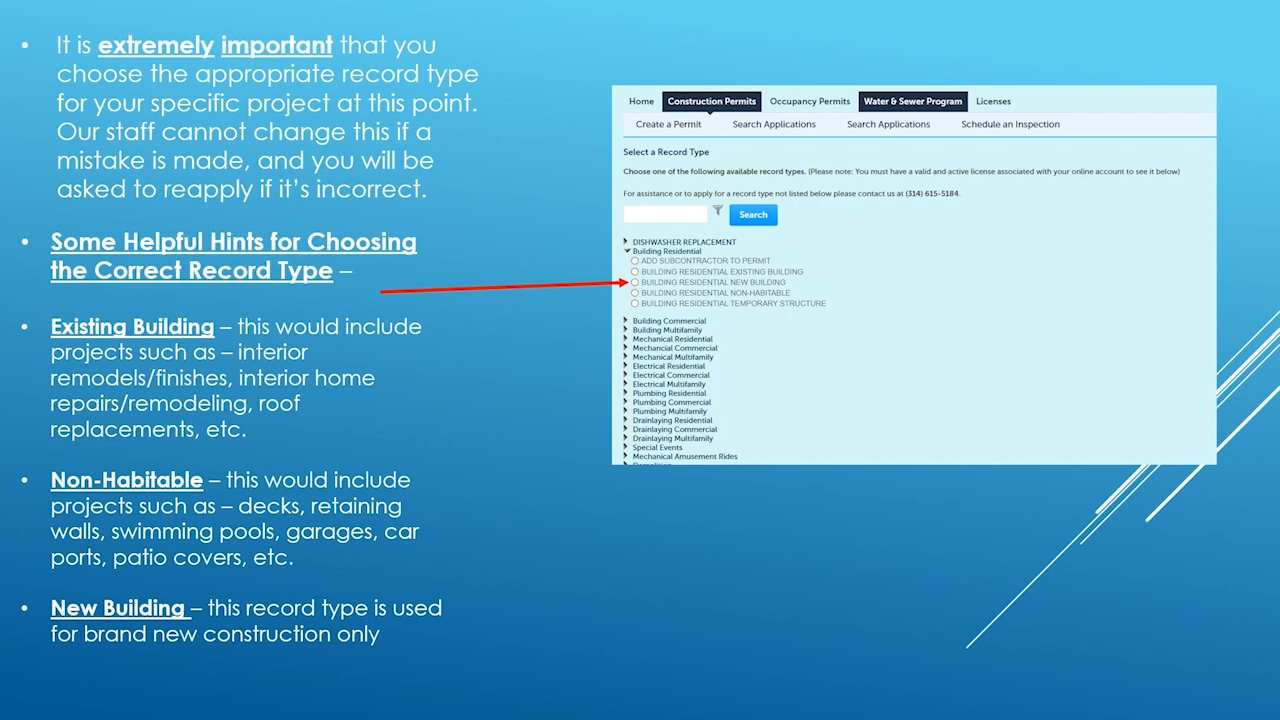 • It is extremely important that you
choose the appropriate record type
for your specific project at this point.
Our staff cannot change this if a
mistake is made, and you will be
asked to reapply if it's incorrect.
• Some Helpful Hints for Choosing
the Correct Record Type –
• Existing Building – this would include
projects such as – interior
remodels/finishes, interior home
repairs/remodeling, roof
replacements, etc.
• Non-Habitable – this would include
projects such as – decks, retaining
walls, swimming pools, garages, car
ports, patio covers, etc.
• New Building – this record type is used
for brand new construction only
Home Construction Permits Occupancy Permits Water & Sewer Program Licenses
Create a Permit Search Applications Search Applications Schedule an Inspection
Select a Record Type
Choose one of the following available record types. (Please note: You must have a valid and active license associated with your online account to see it below)
For assistance or to apply for a record type not listed below please contact us at (314) 615-5184.
Search
DISHWASHER REPLACEMENT
Building Residential
ADD SUBCONTRACTOR TO PERMIT
BUILDING RESIDENTIAL EXISTING BUILDING
BUILDING RESIDENTIAL NEW BUILDING
BUILDING RESIDENTIAL NON-HABITABLE
BUILDING RESIDENTIAL TEMPORARY STRUCTURE
Building Commercial
Building Multifamily
Mechanical Residential
Mechancial Commercial
Mechanical Multifamily
Electrical Residential
Electrical Commercial
Electrical Multifamily
Plumbing Residential
Plumbing Commercial
Plumbing Multifamily
Drainlaying Residential
Drainlaying Commercial
Drainlaying Multifamily
Special Events
Mechanical Amusement Rides